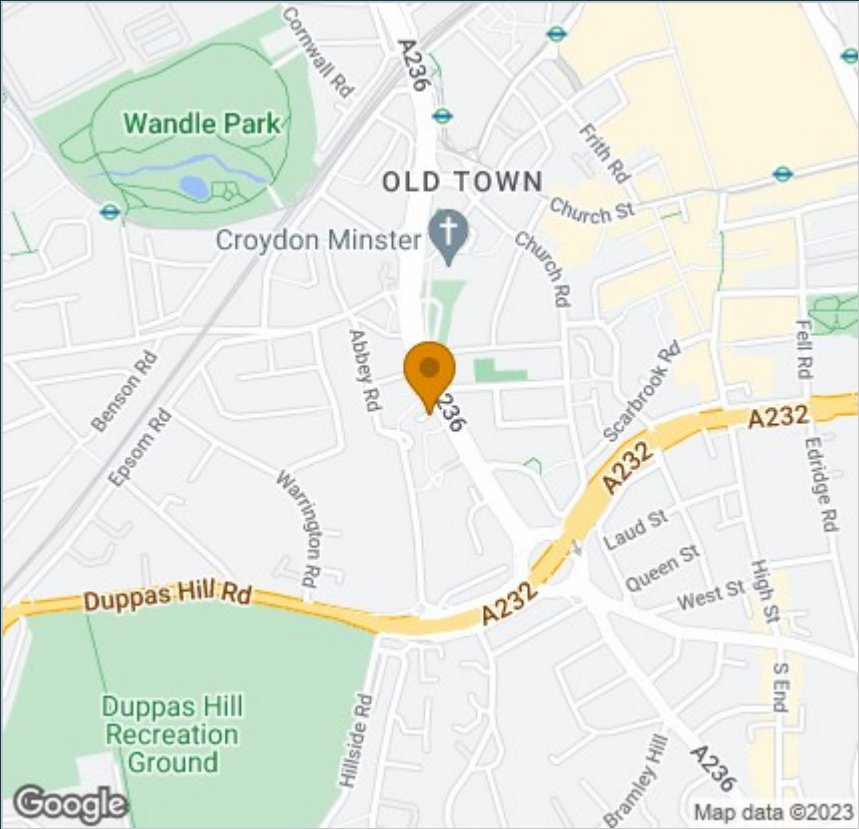 Cornwall Rd
A236
Wandle Park
Frith Rd
OLD TOWN
Church St
Croydon Minster
Church Rd
Abbey Rd
Fell Rd
Benson Rd
Scarbrook Rd
A236
A232
Epsom Rd
A232
Edridge Rd
Warrington Rd
Laud St
Queen St
High St
Duppas Hill Rd
A232
West St
S End
Duppas Hill
Recreation
Ground
Hillside Rd
Bramley Hill
A236
Google
Map data ©2023